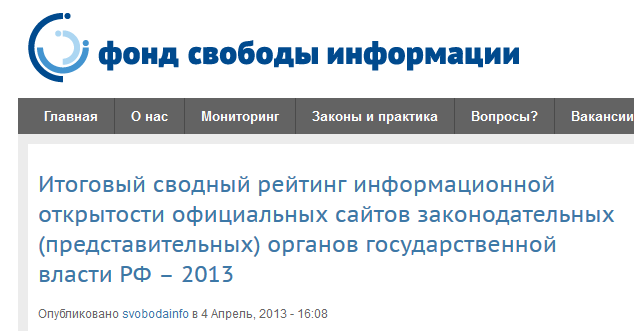 фонд свободы информации
Главная О нас Мониторинг Законы и практика Вопросы? Вакансии
Итоговый сводный рейтинг информационной
открытости официальных сайтов законодательных
(представительных) органов государственной
власти РФ – 2013
Опубликовано svobodainfo в 4 Апрель, 2013 - 16:08